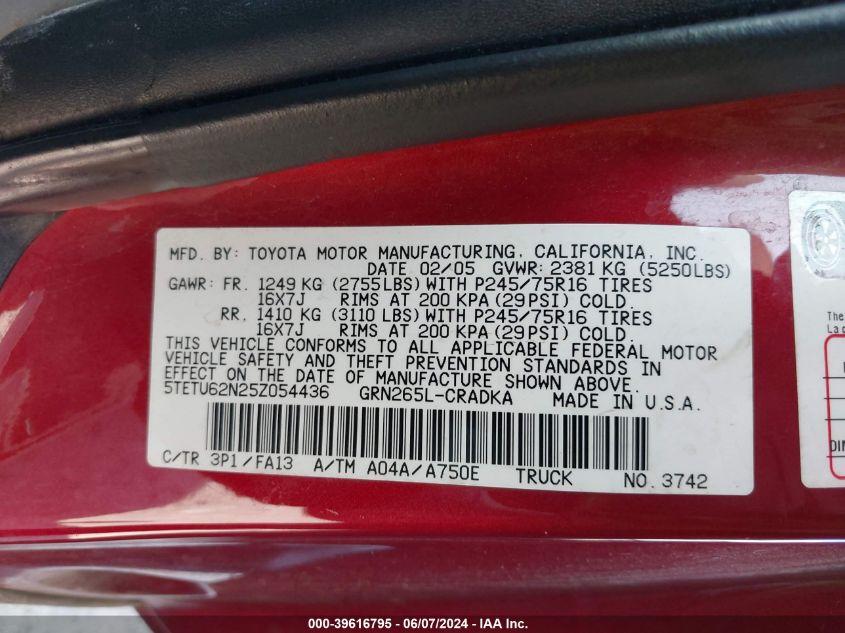 MFD. BY: TOYOTA MOTOR MANUFACTURING, CALIFORNIA, INC.
DATE 02/05 GVWR: 2381 KG (5250LBS)
GAWR: FR. 1249 KG (2755LBS) WITH P245/75R16 TIRES
16X7J RIMS AT 200 KPA (29PSI) COLD.
RR. 1410 KG (3110 LBS) WITH P245/75R16 TIRES
16X7J RIMS AT 200 KPA (29PSI) COLD.
THIS VEHICLE CONFORMS TO ALL APPLICABLE FEDERAL MOTOR
VEHICLE SAFETY AND THEFT PREVENTION STANDARDS IN
EFFECT ON THE DATE OF MANUFACTURE SHOWN ABOVE.
5TETU62N25Z054436 GRN265L-CRADKA MADE IN U.S.A.
C/TR 3P1/FA13 A/TM A04A/A750E TRUCK NO. 3742
The
La c
DIM
000-39616795 - 06/07/2024 - IAA Inc.